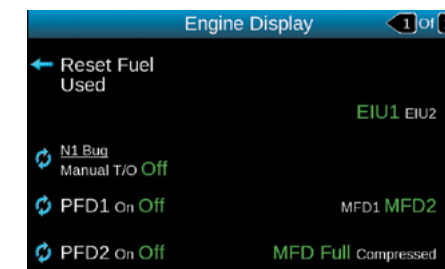 Engine Display
1 Of
Reset Fuel
Used
EIU1 EIU2
N1 Bug
Manual T/O Off
PFD1 On Off MFD1 MFD2
PFD2 On Off MFD Full Compressed